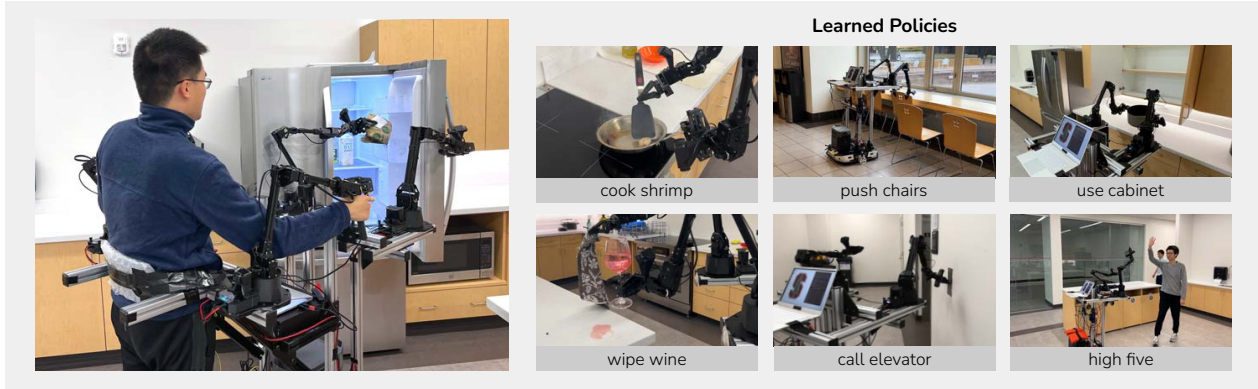 Learned Policies
cook shrimp
push chairs
use cabinet
wipe wine
call elevator
high five